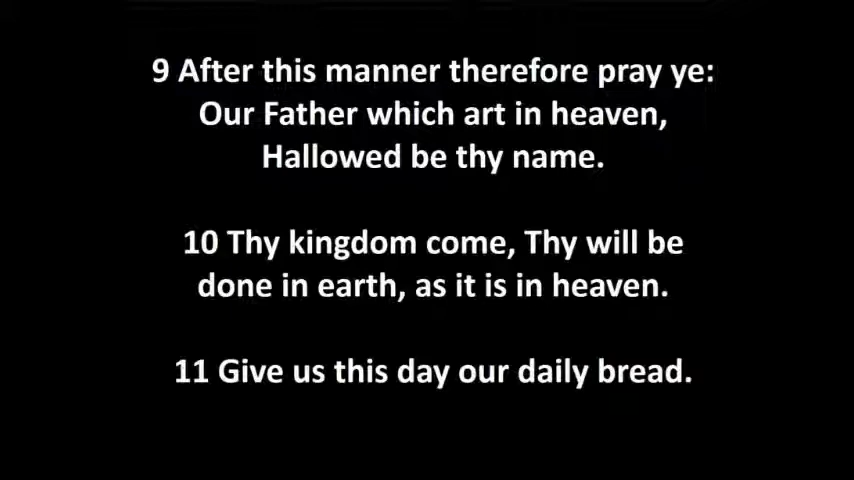 9 After this manner therefore pray ye:
Our Father which art in heaven,
Hallowed be thy name.
10 Thy kingdom come, Thy will be
done in earth, as it is in heaven.
11 Give us this day our daily bread.